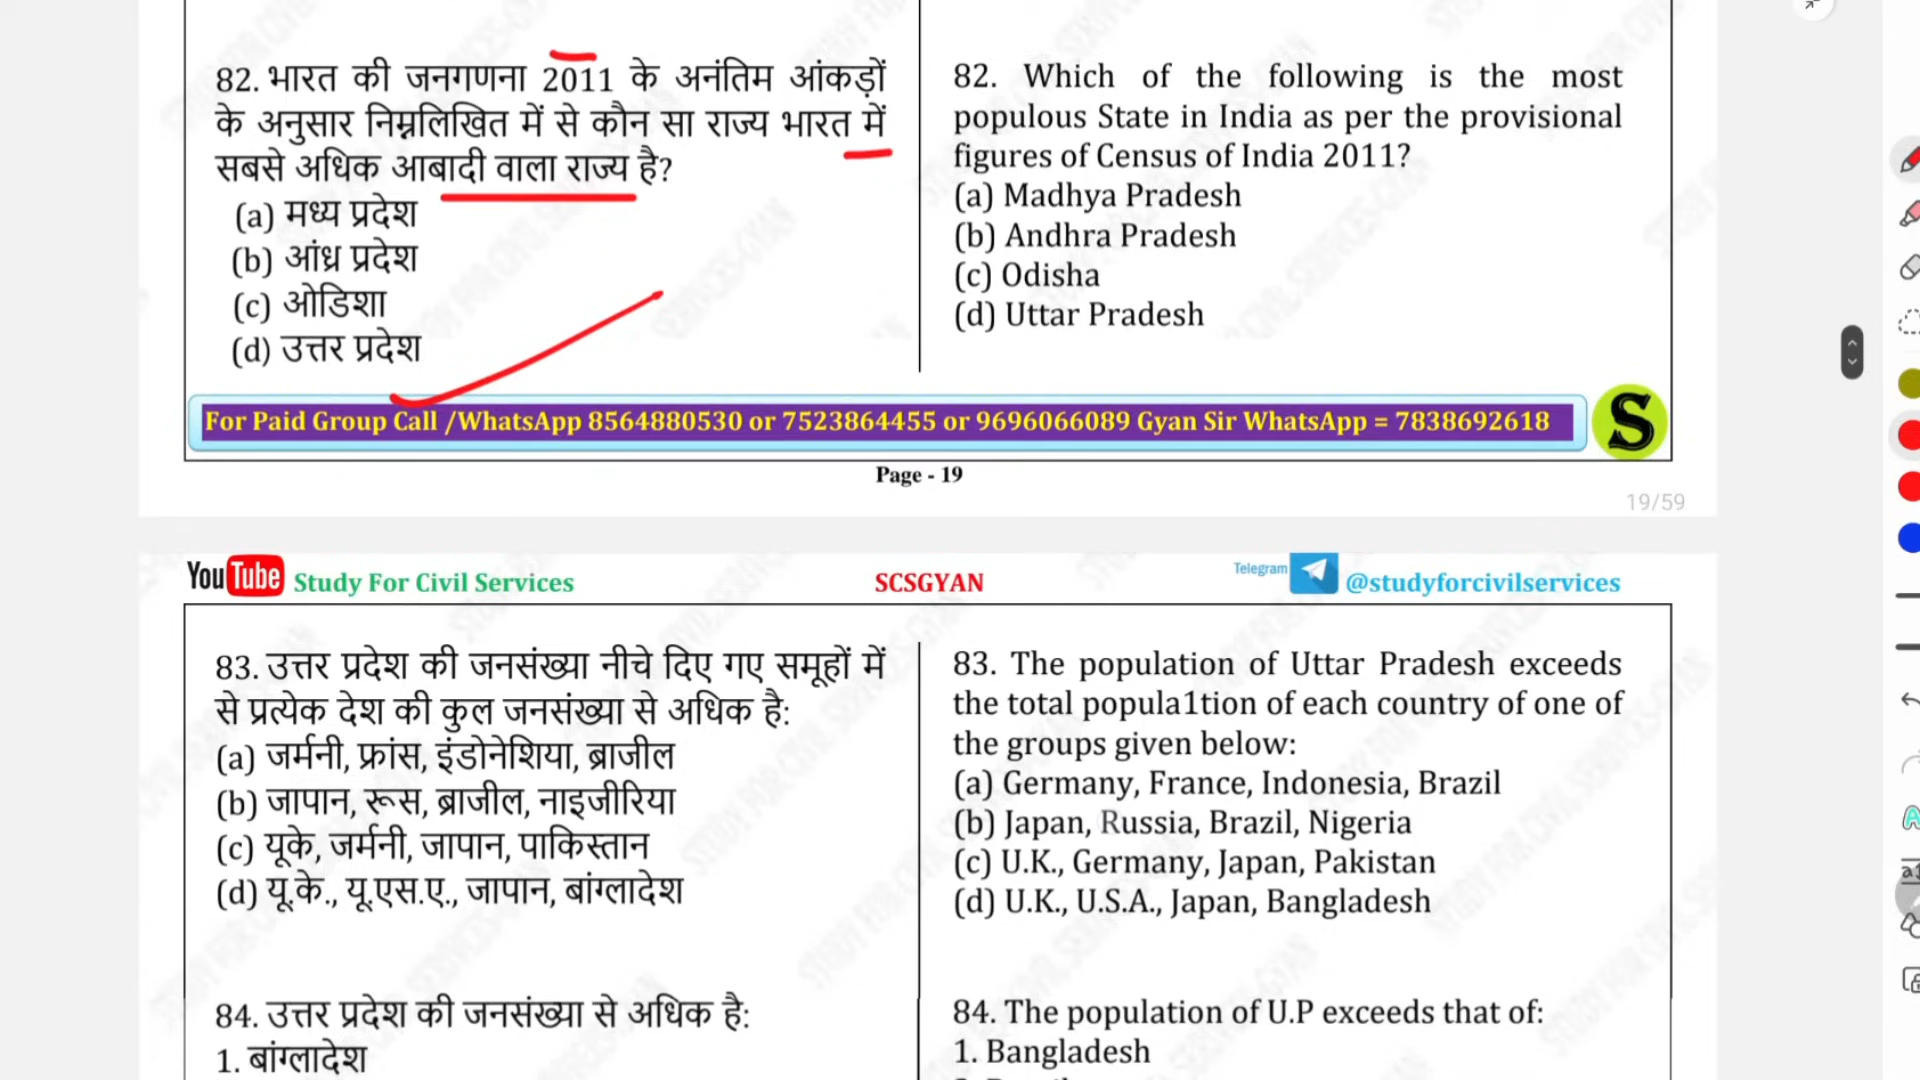 82. भारत की जनगणना 2011 के अनंतिम आंकड़ों
के अनुसार निम्नलिखित में से कौन सा राज्य भारत में
सबसे अधिक आबादी वाला राज्य है?
(a) मध्य प्रदेश
(b) आंध्र प्रदेश
(c) ओडिशा
(d) उत्तर प्रदेश
82. Which of the following is the most
populous State in India as per the provisional
figures of Census of India 2011?
(a) Madhya Pradesh
(b) Andhra Pradesh
(c) Odisha
(d) Uttar Pradesh
For Paid Group Call /WhatsApp 8564880530 or 7523864455 or 9696066089 Gyan Sir WhatsApp = 7838692618
S
Page - 19
19/59
YouTube Study For Civil Services
SCSGYAN
Telegram @studyforcivilservices
83. उत्तर प्रदेश की जनसंख्या नीचे दिए गए समूहों में
से प्रत्येक देश की कुल जनसंख्या से अधिक है:
(a) जर्मनी, फ्रांस, इंडोनेशिया, ब्राजील
(b) जापान, रूस, ब्राजील, नाइजीरिया
(c) यूके, जर्मनी, जापान, पाकिस्तान
(d) यू.के., यू.एस.ए., जापान, बांग्लादेश
83. The population of Uttar Pradesh exceeds
the total popula1tion of each country of one of
the groups given below:
(a) Germany, France, Indonesia, Brazil
(b) Japan, Russia, Brazil, Nigeria
(c) U.K., Germany, Japan, Pakistan
(d) U.K., U.S.A., Japan, Bangladesh
84. उत्तर प्रदेश की जनसंख्या से अधिक है:
1. बांग्लादेश
84. The population of U.P exceeds that of:
1. Bangladesh